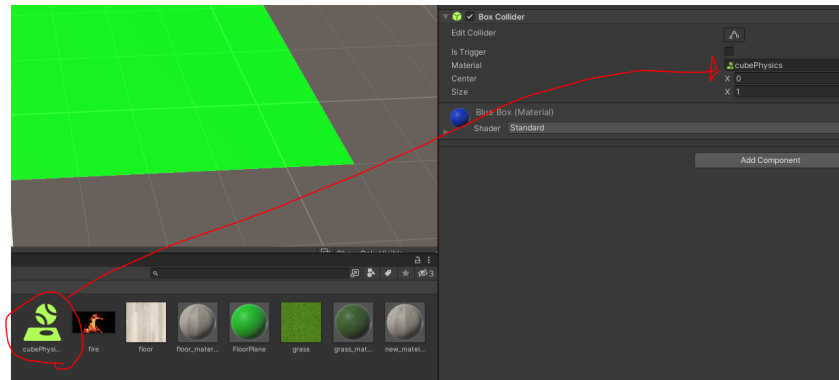 Box Collider
Edit Collider
Is Trigger
Material cubePhysics
Center X 0
Size X 1
Blue Box (Material)
Shader Standard
Add Component
3
cubePhysi...
fire
floor
floor_mater...
FloorPlane
grass
grass_mat...
new_matei...